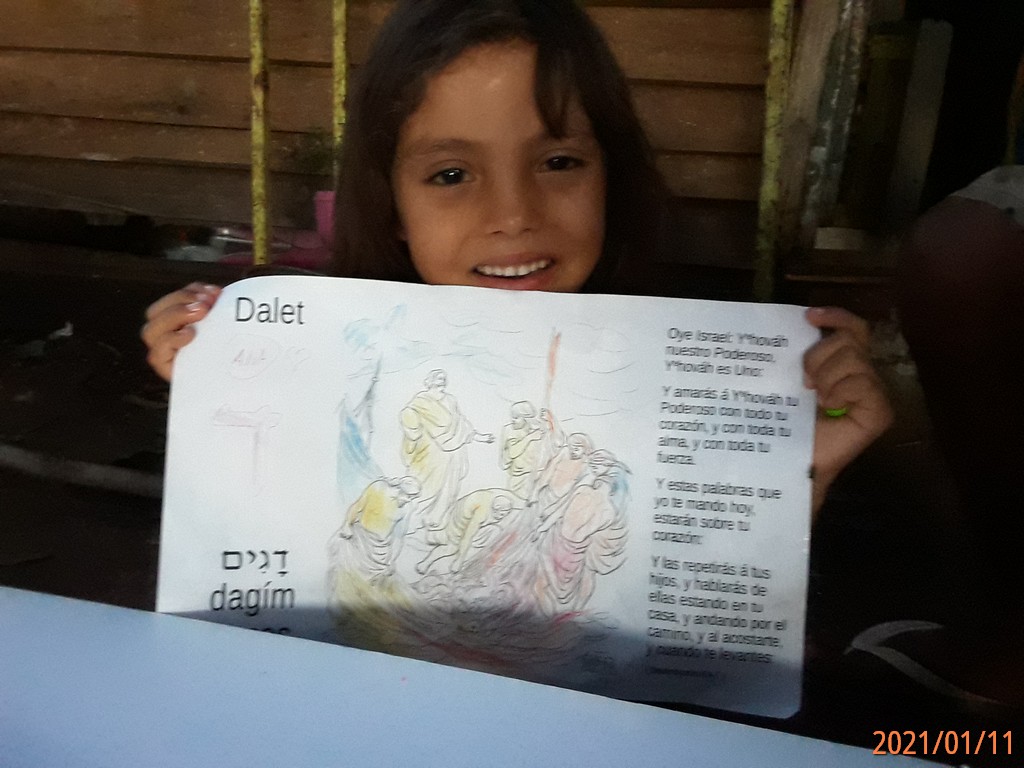 Dalet
דָגִים
dagím
Oye Israel: Y*hováh
nuestro Poderoso,
Y*hováh es Uno:
Y amarás á Y*hováh tu
Poderoso con todo tu
corazón, y con toda tu
alma, y con toda tu
fuerza.
Y estas palabras que
yo te mando hoy,
estarán sobre tu
corazón:
Y las repetirás á tus
hijos, y hablarás de
ellas estando en tu
casa, y andando por el
camino, y al acostarte,
y cuando te levantes:
2021/01/11